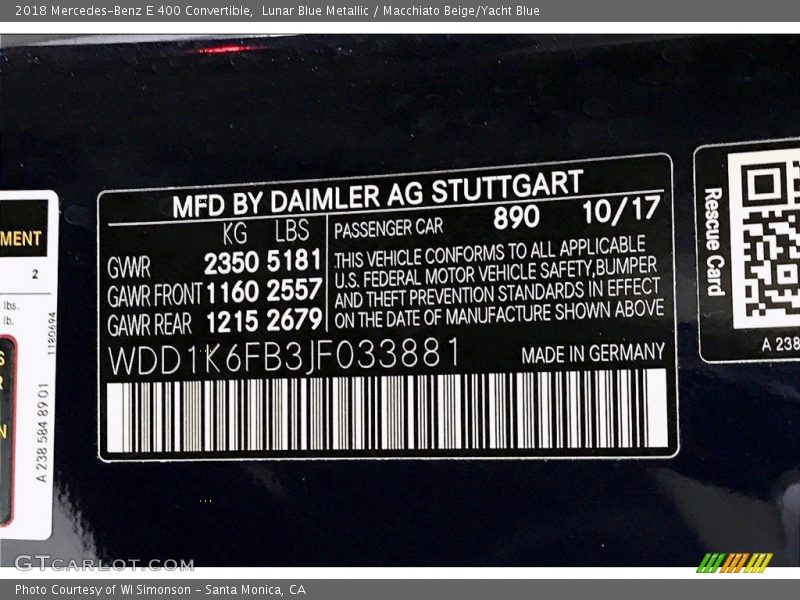 2018 Mercedes-Benz E 400 Convertible, Lunar Blue Metallic / Macchiato Beige/Yacht Blue
MFD BY DAIMLER AG STUTTGART
KG LBS
GWR 2350 5181
GAWR FRONT 1160 2557
GAWR REAR 1215 2679
PASSENGER CAR 890 10/17
THIS VEHICLE CONFORMS TO ALL APPLICABLE
U.S. FEDERAL MOTOR VEHICLE SAFETY,BUMPER
AND THEFT PREVENTION STANDARDS IN EFFECT
ON THE DATE OF MANUFACTURE SHOWN ABOVE
WDD1K6FB3JF033881 MADE IN GERMANY
MENT
2
lbs.
lb.
1180694
A 238 584 89 01
Rescue Card
A 238
GTCARLOT.COM
Photo Courtesy of WI Simonson - Santa Monica, CA